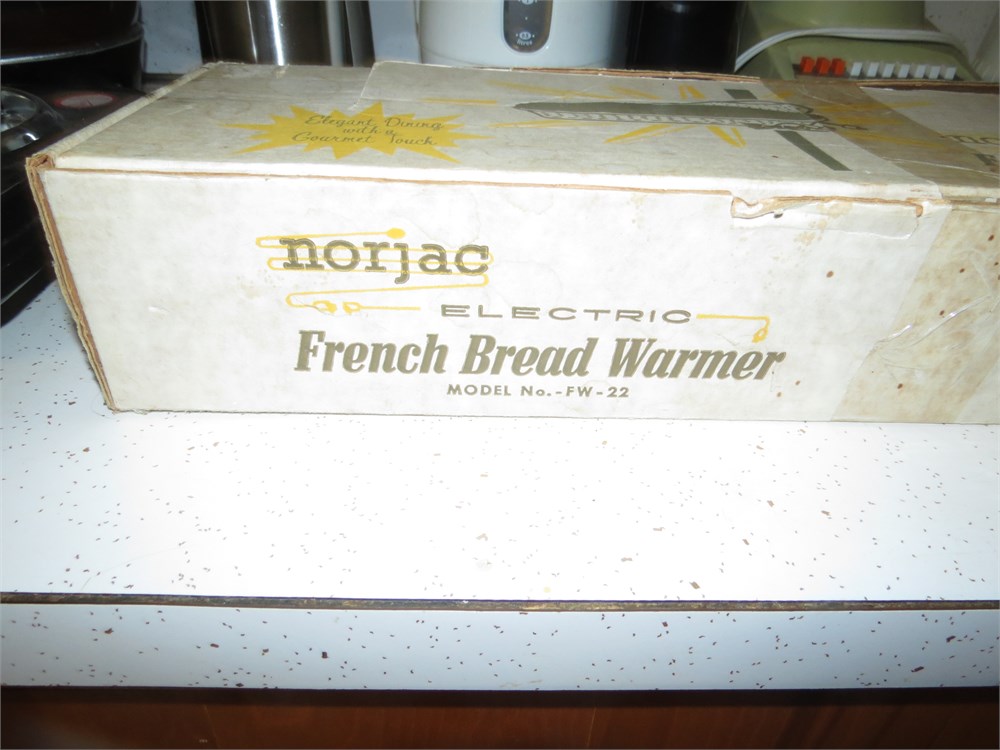 Elegant Dining
with a
Gourmet Touch
norjac
ELECTRIC
French Bread Warmer
MODEL No.-FW-22